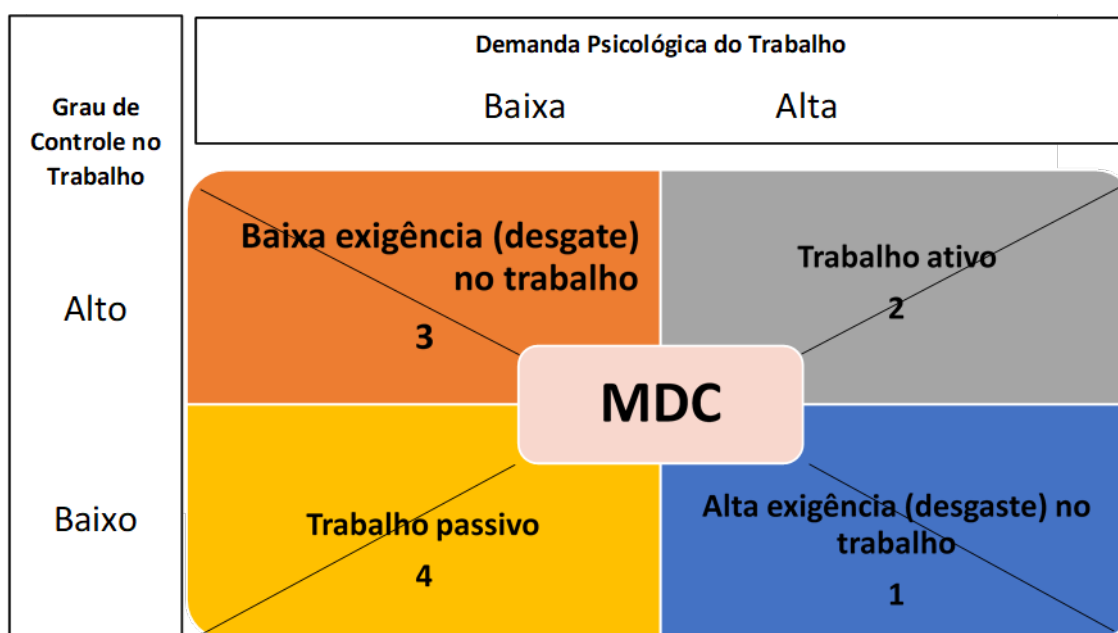 Demanda Psicológica do Trabalho
Baixa Alta
Grau de
Controle no
Trabalho
Alto
Baixa exigência (desgate)
no trabalho
3
Trabalho ativo
2
MDC
Baixo
Trabalho passivo
4
Alta exigência (desgaste) no
trabalho
1